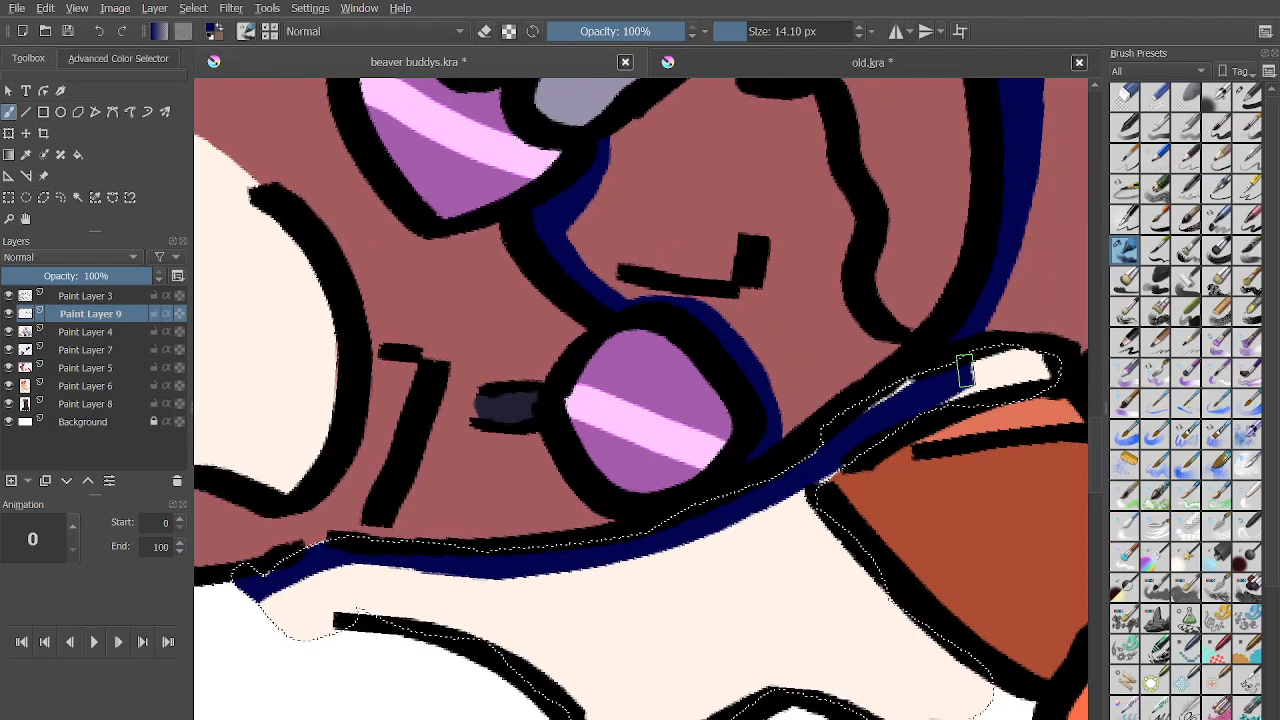 File Edit View Image Layer Select Filter Tools Settings Window Help
Normal Opacity: 100% Size: 14.10 px
Toolbox Advanced Color Selector beaver buddys.kra * old.kra * Brush Presets
All Tag
Layers
Normal
Opacity: 100%
Paint Layer 3
Paint Layer 9
Paint Layer 4
Paint Layer 7
Paint Layer 5
Paint Layer 6
Paint Layer 8
Background
Animation
0
Start: 0
End: 100